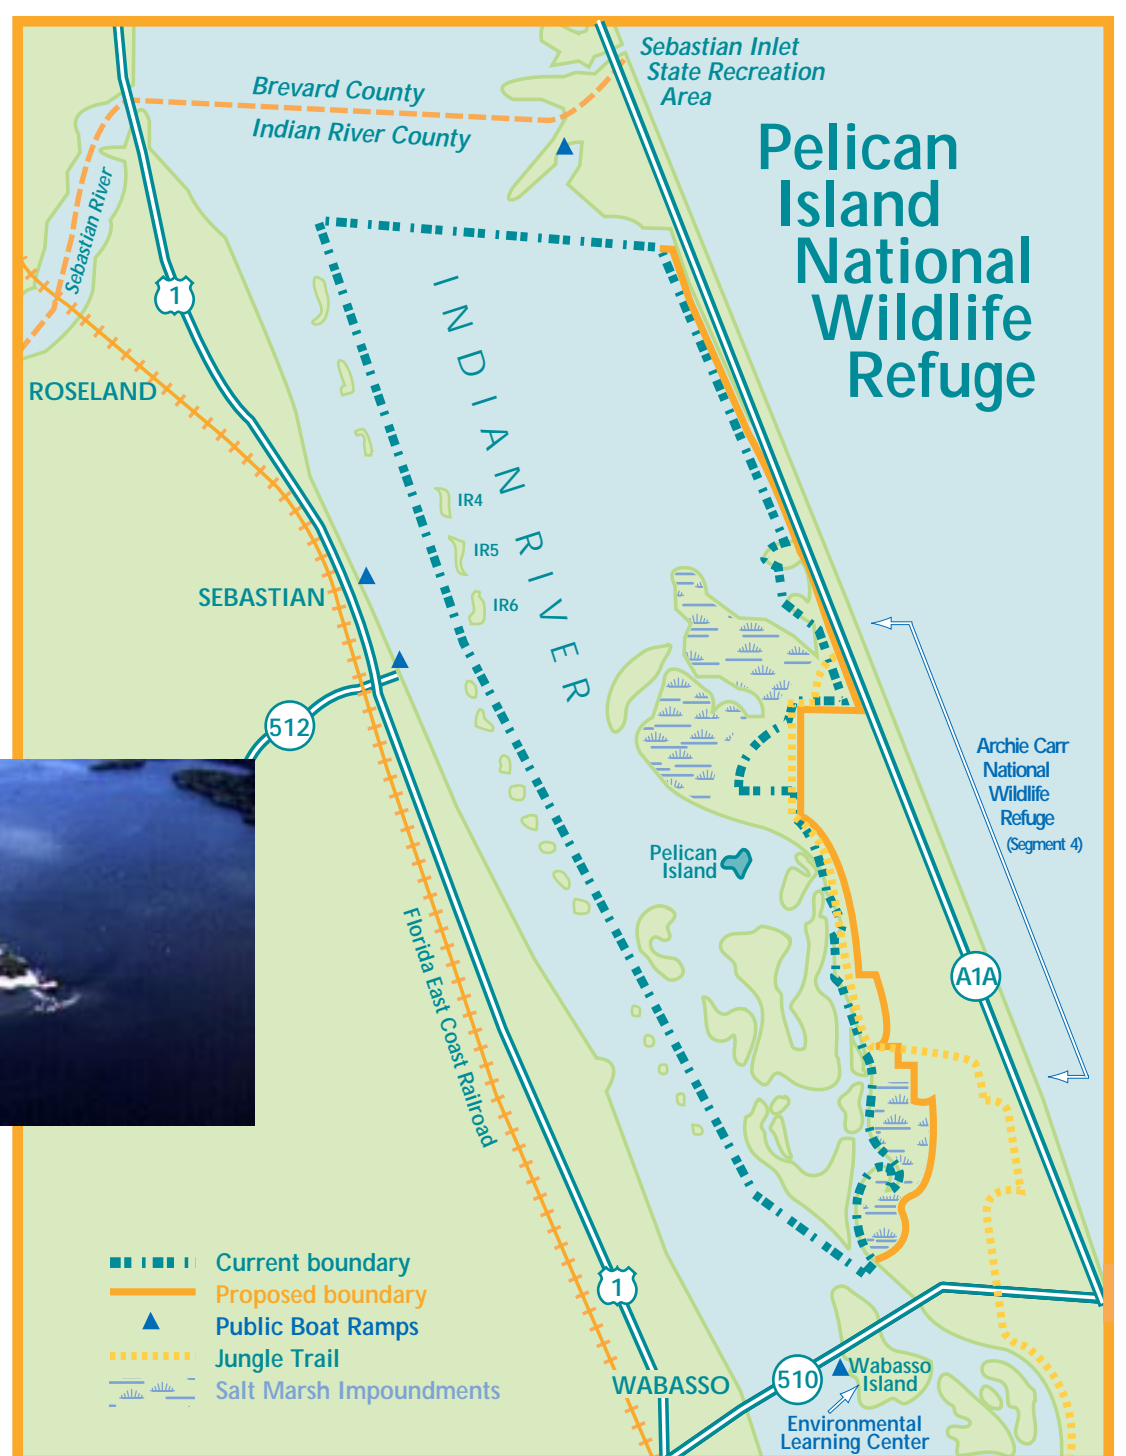 Sebastian Inlet
State Recreation
Area
Brevard County
Indian River County
Pelican
Island
National
Wildlife
Refuge
Sebastian River
1
INDIAN RIVER
ROSELAND
IR4
IR5
IR6
SEBASTIAN
512
Archie Carr
National
Wildlife
Refuge
(Segment 4)
Pelican
Island
Florida East Coast Railroad
A1A
Current boundary
Proposed boundary
Public Boat Ramps
Jungle Trail
Salt Marsh Impoundments
1
WABASSO
510
Wabasso
Island
Environmental
Learning Center